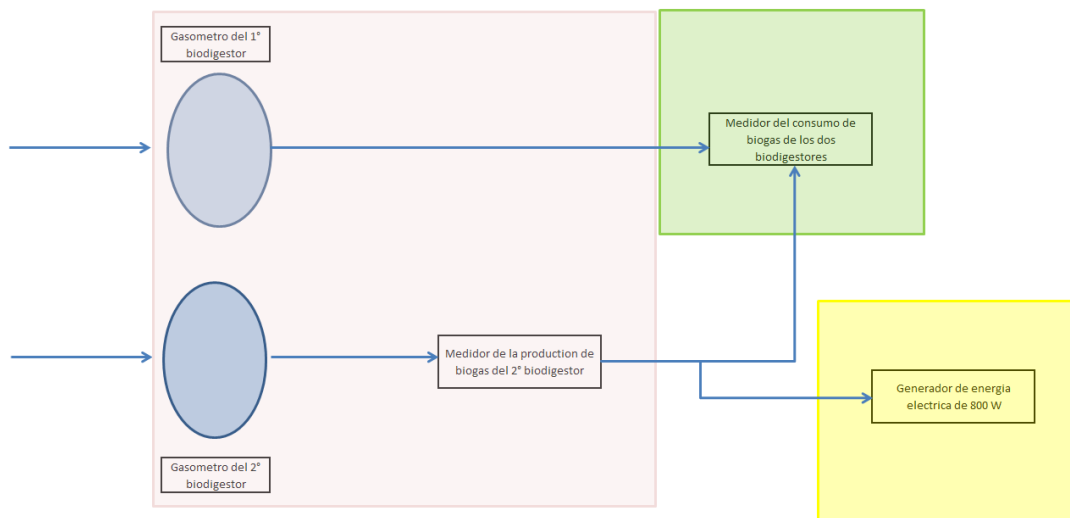 Gasometro del 1°
biodigestor
Medidor del consumo de
biogas de los dos
biodigestores
Medidor de la production de
biogas del 2° biodigestor
Generador de energia
electrica de 800 W
Gasometro del 2°
biodigestor